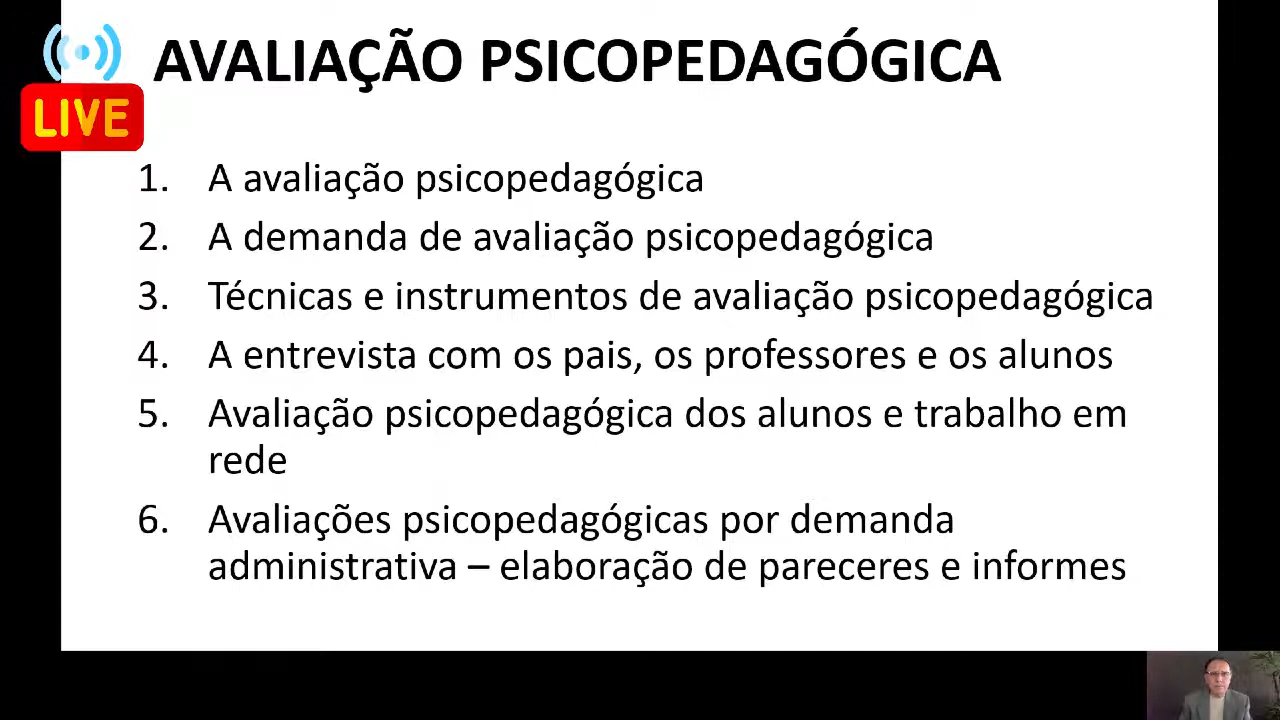 AVALIAÇÃO PSICOPEDAGÓGICA
LIVE
1. A avaliação psicopedagógica
2. A demanda de avaliação psicopedagógica
3. Técnicas e instrumentos de avaliação psicopedagógica
4. A entrevista com os pais, os professores e os alunos
5. Avaliação psicopedagógica dos alunos e trabalho em
rede
6. Avaliações psicopedagógicas por demanda
administrativa – elaboração de pareceres e informes